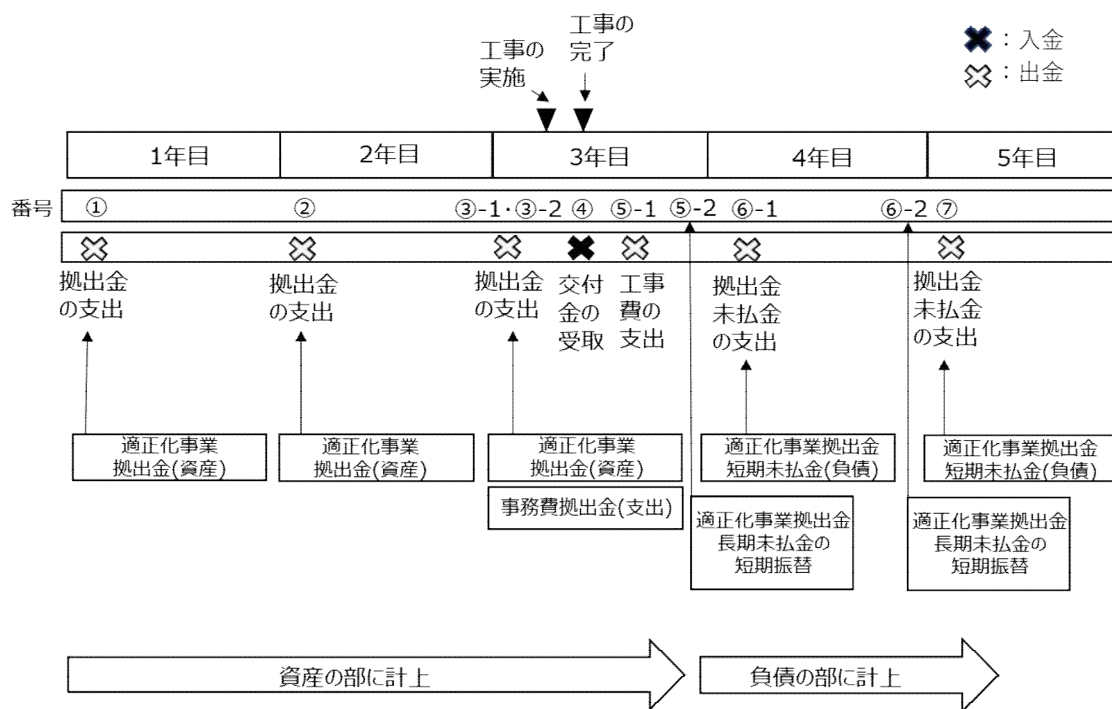 工事の
実施
工事の
完了
：入金
：出金
1年目
2年目
3年目
4年目
5年目
番号
①
②
③-1・③-2
④
⑤-1
⑤-2
⑥-1
⑥-2
⑦
拠出金
の支出
拠出金
の支出
拠出金
の支出
交付
金の
受取
工事
費の
支出
拠出金
未払金
の支出
拠出金
未払金
の支出
適正化事業
拠出金(資産)
適正化事業
拠出金(資産)
適正化事業
拠出金(資産)
事務費拠出金(支出)
適正化事業拠出金
短期未払金(負債)
適正化事業拠出金
短期未払金(負債)
適正化事業拠出金
長期未払金の
短期振替
適正化事業拠出金
長期未払金の
短期振替
資産の部に計上
負債の部に計上